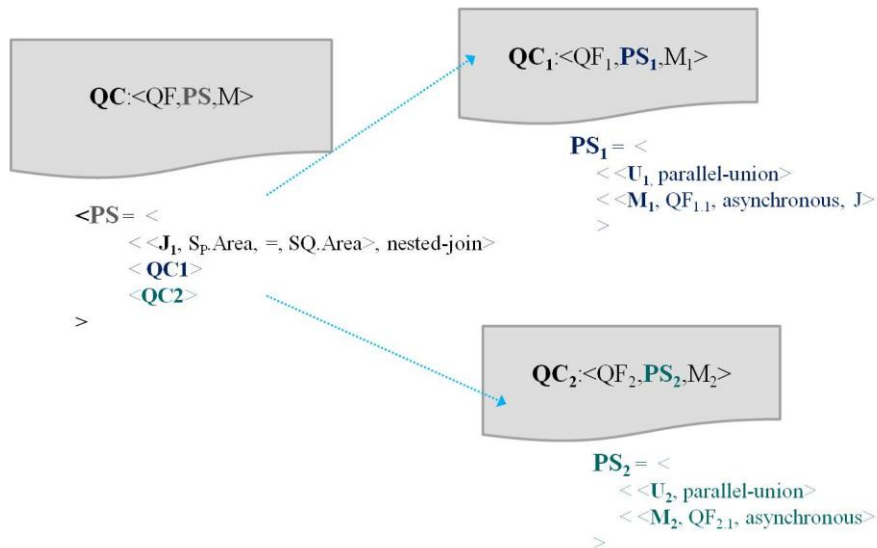 QC:<QF,PS,M>
<PS= <
< <J₁, Sₚ.Area, =, SQ.Area>, nested-join>
< QC1>
<QC2>
>
QC₁:<QF₁,PS₁,M₁>
PS₁= <
< <U₁, parallel-union>
< <M₁, QF₁.₁, asynchronous, J>
>
QC₂:<QF₂,PS₂,M₂>
PS₂= <
< <U₂, parallel-union>
< <M₂, QF₂.₁, asynchronous>
>